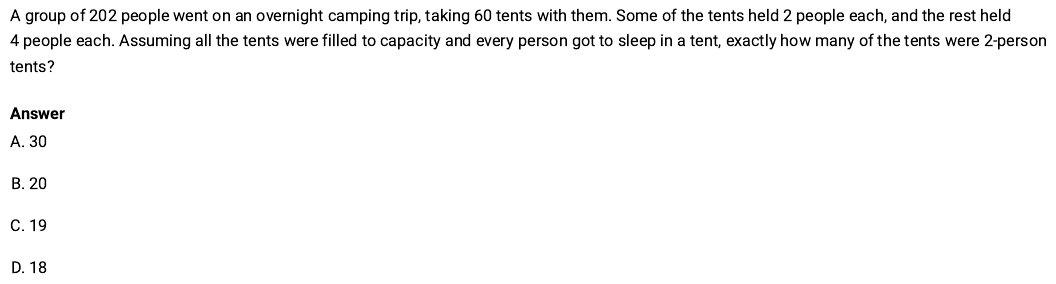 A group of 202 people went on an overnight camping trip, taking 60 tents with them. Some of the tents held 2 people each, and the rest held
4 people each. Assuming all the tents were filled to capacity and every person got to sleep in a tent, exactly how many of the tents were 2-person
tents?
Answer
A. 30
B. 20
C. 19
D. 18